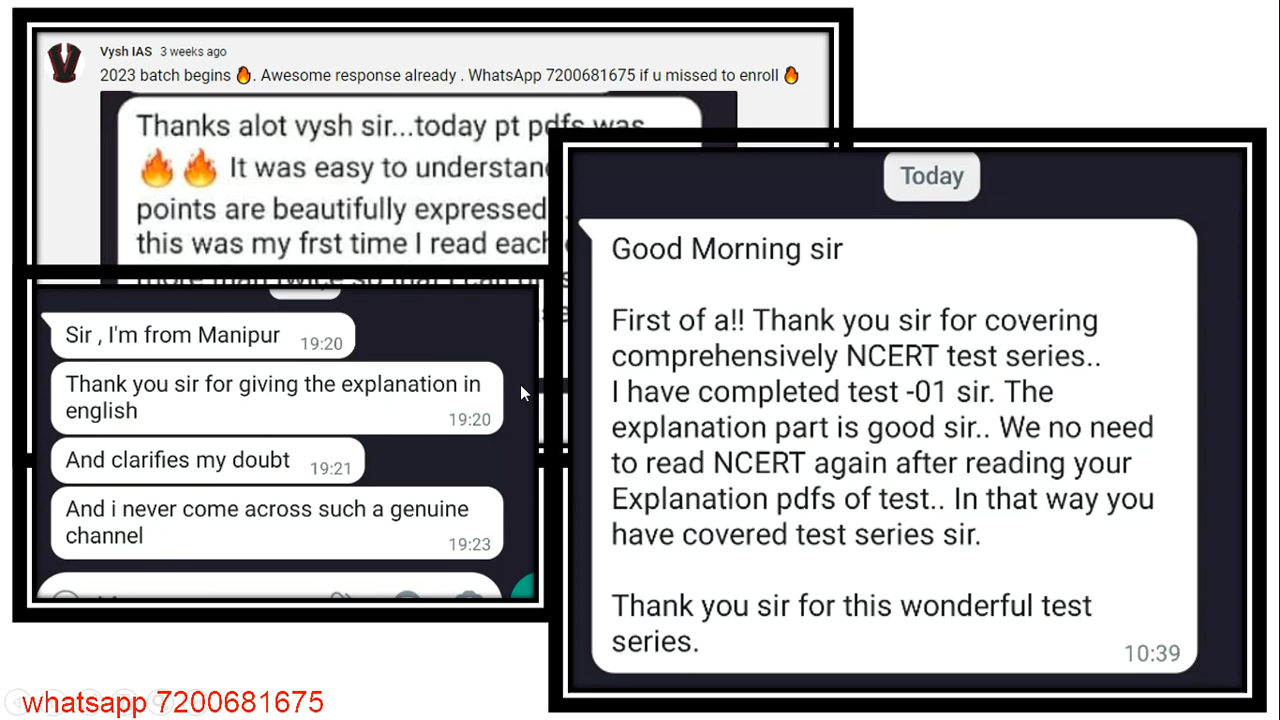 Vysh IAS 3 weeks ago
2023 batch begins 🔥. Awesome response already . WhatsApp 7200681675 if u missed to enroll 🔥
Thanks alot vysh sir...today pt pdfs was
🔥 🔥 It was easy to understand
points are beautifully expressed
this was my frst time I read each
more than twice so that I can
Sir , I'm from Manipur 19:20
Thank you sir for giving the explanation in
english 19:20
And clarifies my doubt 19:21
And i never come across such a genuine
channel 19:23
Today
Good Morning sir
First of a!! Thank you sir for covering
comprehensively NCERT test series..
I have completed test -01 sir. The
explanation part is good sir.. We no need
to read NCERT again after reading your
Explanation pdfs of test.. In that way you
have covered test series sir.
Thank you sir for this wonderful test
series.
10:39
whatsapp 7200681675